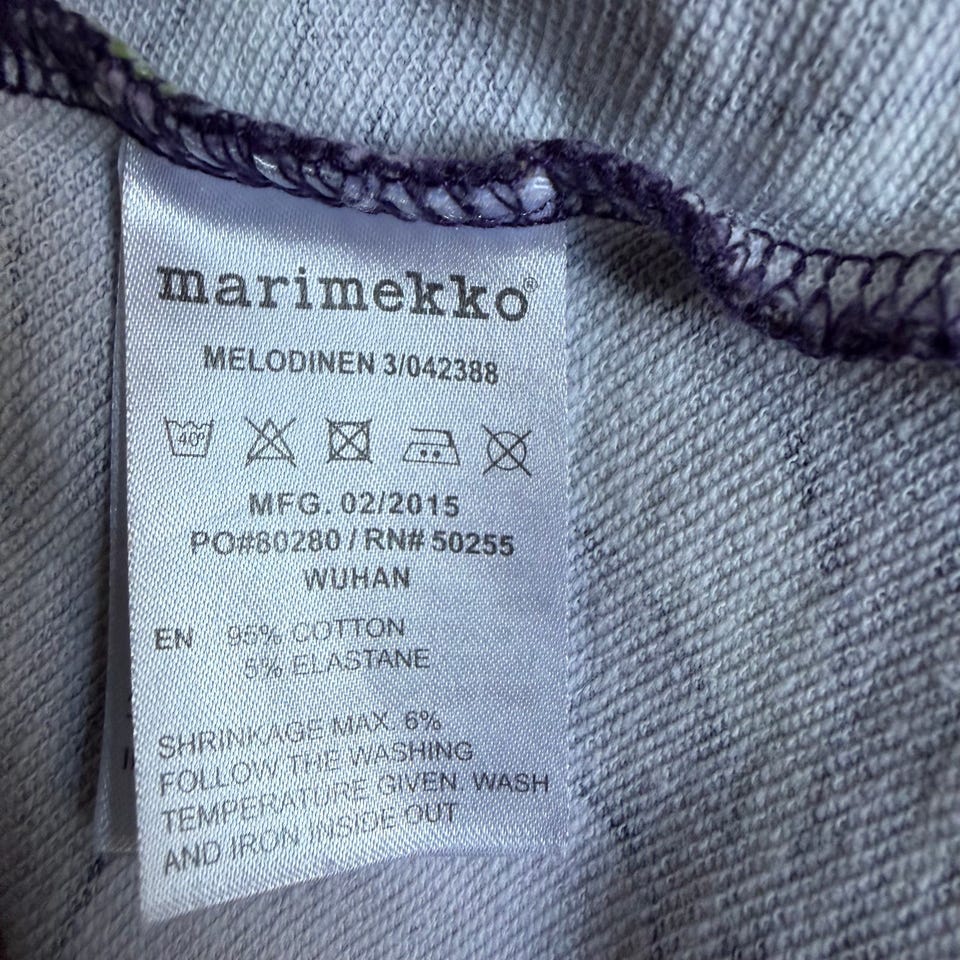 marimekko®
MELODINEN 3/042388
40°
MFG. 02/2015
PO#80280 / RN# 50255
WUHAN
EN 95% COTTON
5% ELASTANE
SHRINKAGE MAX. 6%
FOLLOW THE WASHING
TEMPERATURE GIVEN. WASH
AND IRON INSIDE OUT